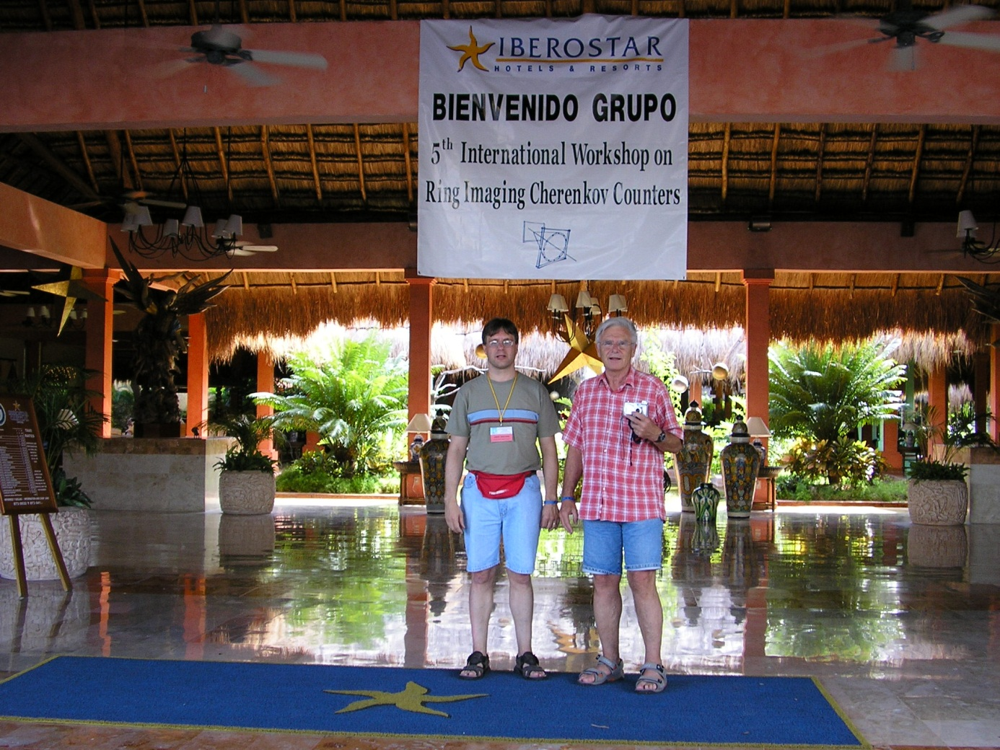 IBEROSTAR
HOTELS & RESORTS
BIENVENIDO GRUPO
5th International Workshop on
Ring Imaging Cherenkov Counters